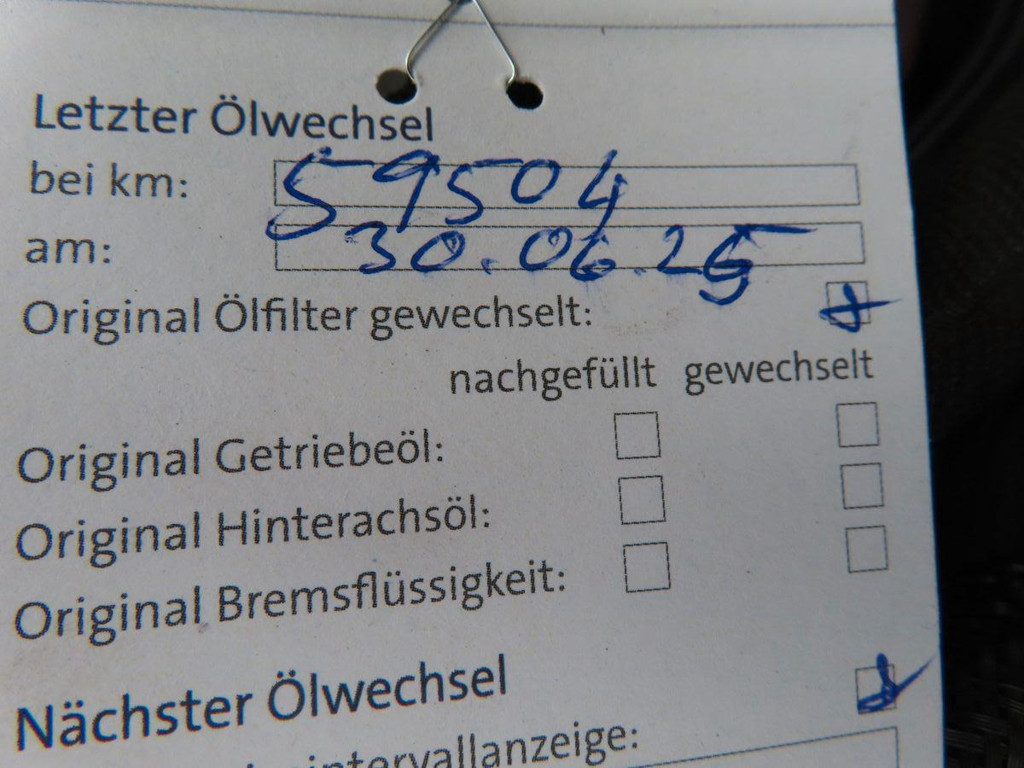 Letzter Ölwechsel
bei km: 59504
am: 30.06.25
Original Ölfilter gewechselt:
nachgefüllt gewechselt
Original Getriebeöl:
Original Hinterachsöl:
Original Bremsflüssigkeit:
Nächster Ölwechsel